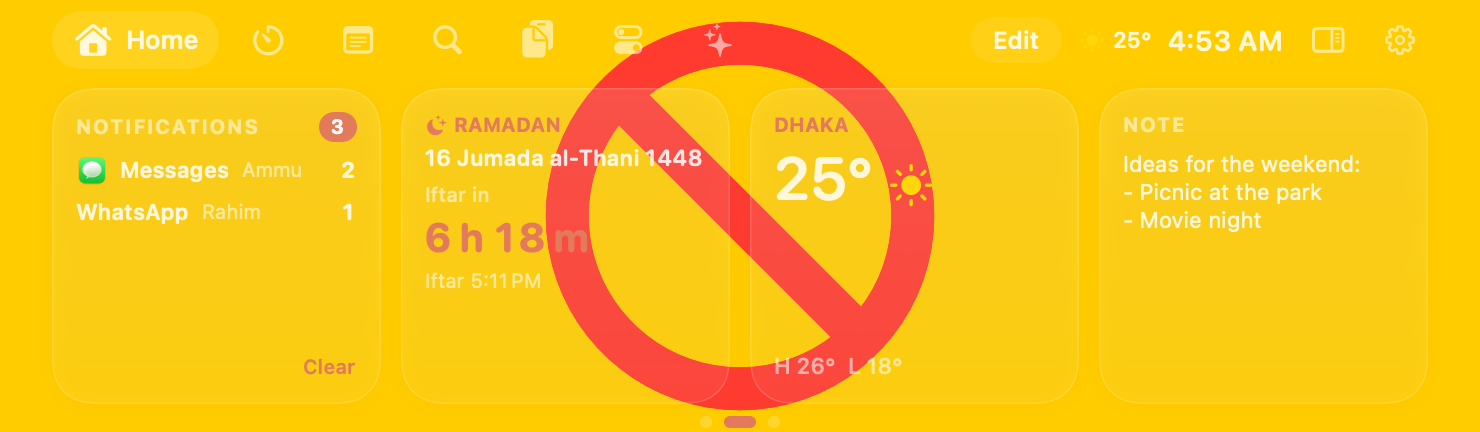 Home
Edit
25° 4:53 AM
NOTIFICATIONS 3
Messages Ammu 2
WhatsApp Rahim 1
Clear
RAMADAN
16 Jumada al-Thani 1448
Iftar in
6 h 18 m
Iftar 5:11 PM
DHAKA
25°
H 26° L 18°
NOTE
Ideas for the weekend:
- Picnic at the park
- Movie night